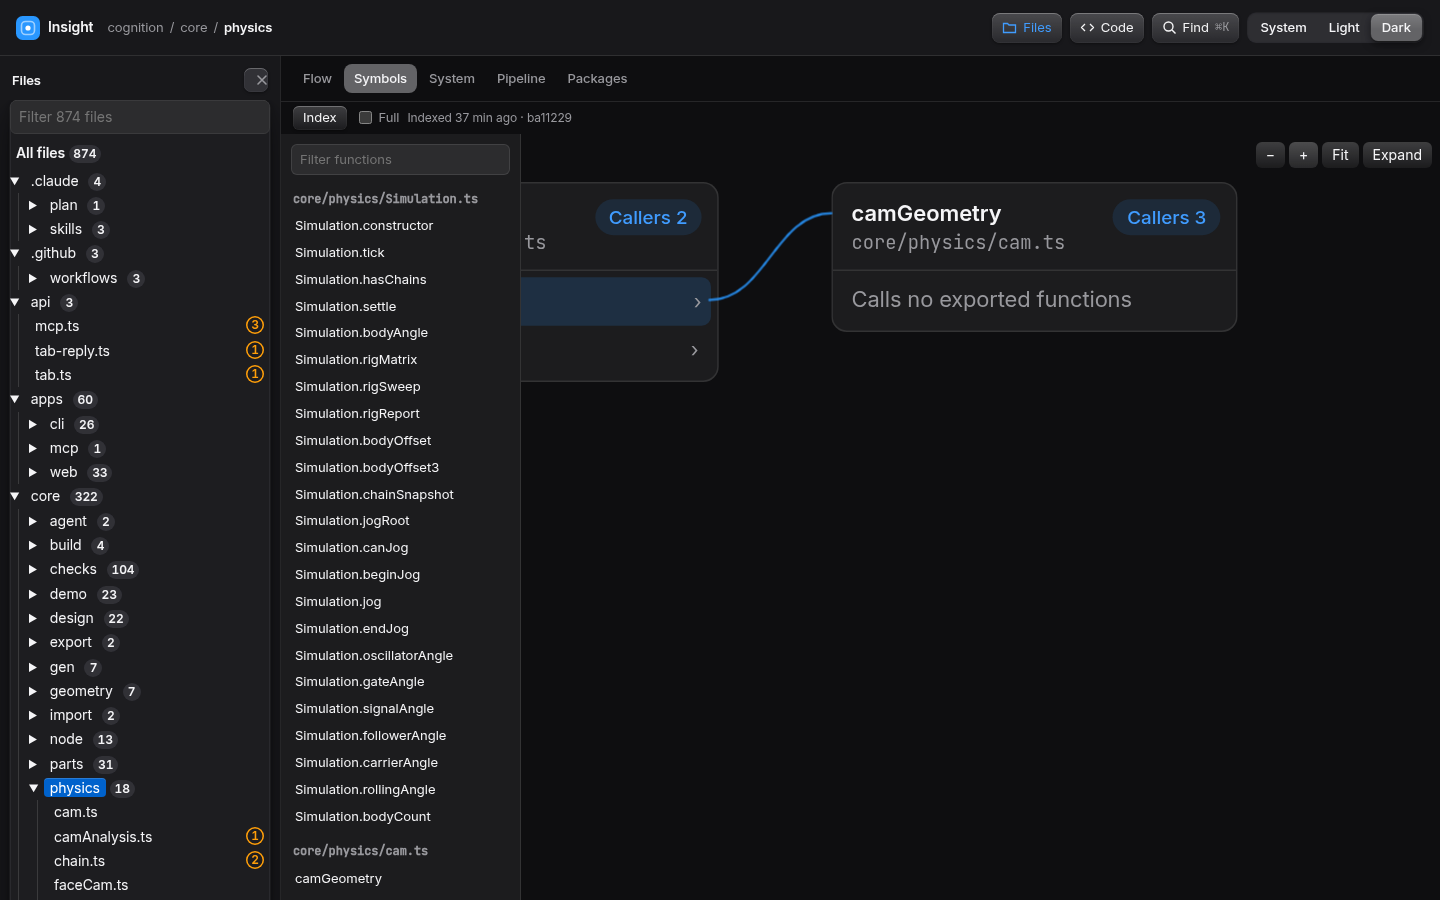 Insight cognition / core / physics
Files Code Find ⌘K System Light Dark
Files
Filter 874 files
All files 874
.claude 4
plan 1
skills 3
.github 3
workflows 3
api 3
mcp.ts 3
tab-reply.ts 1
tab.ts 1
apps 60
cli 26
mcp 1
web 33
core 322
agent 2
build 4
checks 104
demo 23
design 22
export 2
gen 7
geometry 7
import 2
node 13
parts 31
physics 18
cam.ts
camAnalysis.ts 1
chain.ts 2
faceCam.ts
Flow Symbols System Pipeline Packages
Index Full Indexed 37 min ago · ba11229
Filter functions
core/physics/Simulation.ts
Simulation.constructor
Simulation.tick
Simulation.hasChains
Simulation.settle
Simulation.bodyAngle
Simulation.rigMatrix
Simulation.rigSweep
Simulation.rigReport
Simulation.bodyOffset
Simulation.bodyOffset3
Simulation.chainSnapshot
Simulation.jogRoot
Simulation.canJog
Simulation.beginJog
Simulation.jog
Simulation.endJog
Simulation.oscillatorAngle
Simulation.gateAngle
Simulation.signalAngle
Simulation.followerAngle
Simulation.carrierAngle
Simulation.rollingAngle
Simulation.bodyCount
core/physics/cam.ts
camGeometry
− + Fit Expand
Callers 2
ts
camGeometry Callers 3
core/physics/cam.ts
Calls no exported functions